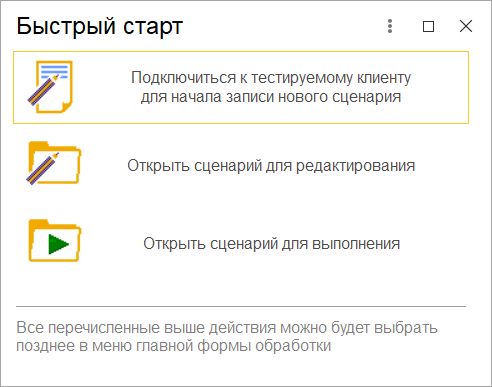 Быстрый старт
Подключиться к тестируемому клиенту
для начала записи нового сценария
Открыть сценарий для редактирования
Открыть сценарий для выполнения
Все перечисленные выше действия можно будет выбрать
позднее в меню главной формы обработки